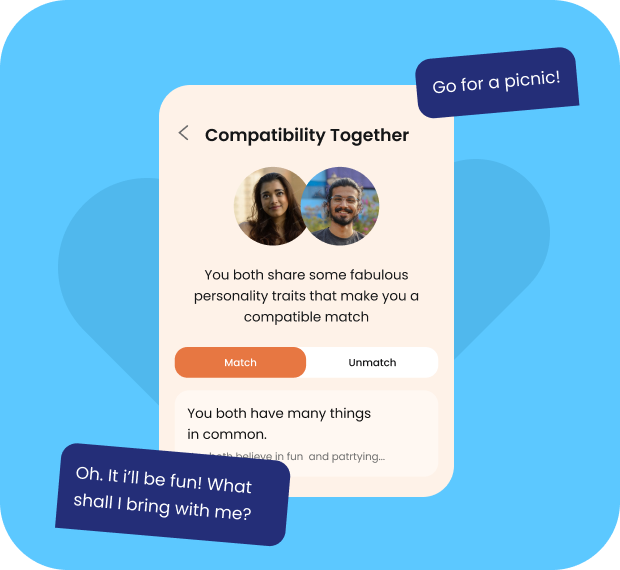 Go for a picnic!
Compatibility Together
You both share some fabulous
personality traits that make you a
compatible match
Match
Unmatch
You both have many things
in common.
both believe in fun and patrtying...
Oh. It i'll be fun! What
shall I bring with me?